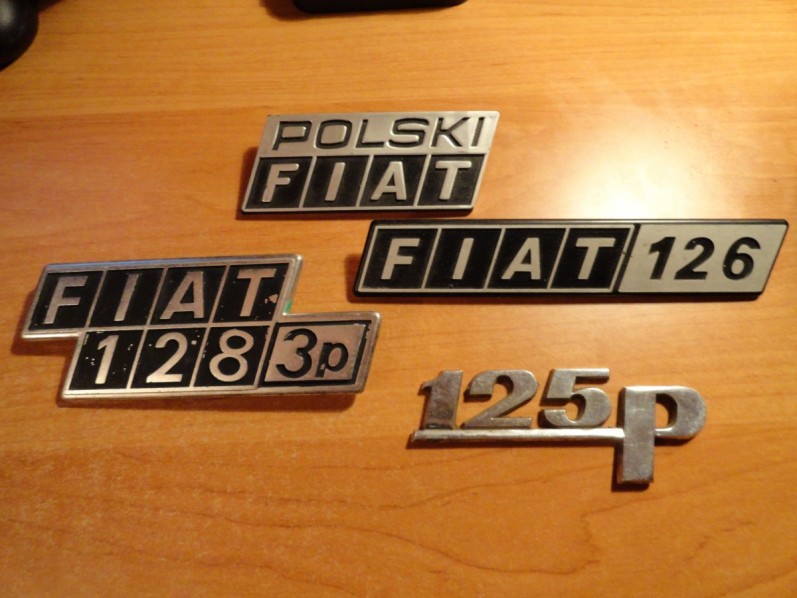 POLSKI
FIAT
FIAT 126
FIAT
128 3p
125p